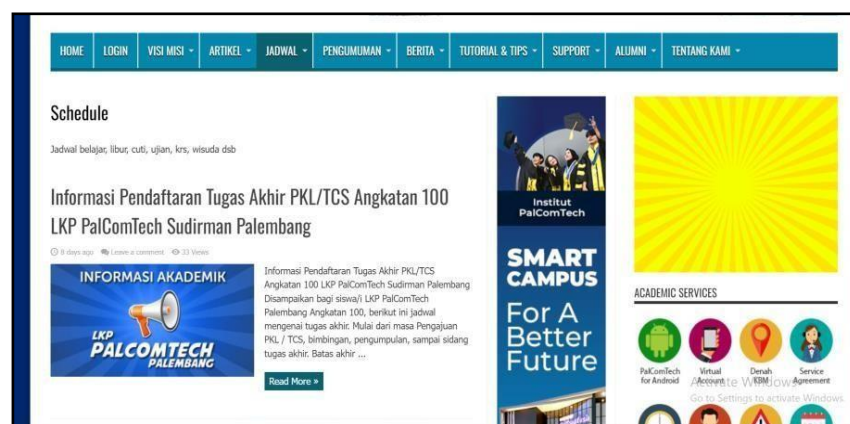 HOME LOGIN VISI MISI ARTIKEL JADWAL PENGUMUMAN BERITA TUTORIAL & TIPS SUPPORT ALUMNI TENTANG KAMI
Schedule
Jadwal belajar, libur, cuti, ujian, krs, wisuda dsb
Informasi Pendaftaran Tugas Akhir PKL/TCS Angkatan 100
LKP PalComTech Sudirman Palembang
8 days ago Leave a comment 33 Views
INFORMASI AKADEMIK
LKP
PALCOMTECH
PALEMBANG
Informasi Pendaftaran Tugas Akhir PKL/TCS
Angkatan 100 LKP PalComTech Sudirman Palembang
Disampaikan bagi siswa/i LKP PalComTech
Palembang Angkatan 100, berikut ini jadwal
mengenai tugas akhir. Mulai dari masa Pengajuan
PKL / TCS, bimbingan, pengumpulan, sampai sidang
tugas akhir. Batas akhir ...
Read More »
Institut
PalComTech
SMART
CAMPUS
For A
Better
Future
ACADEMIC SERVICES
PalComTech
for Android
Virtual
Account
Denah
KBM
Service
Agreement
Activate Windows
Go to Settings to activate Windows.